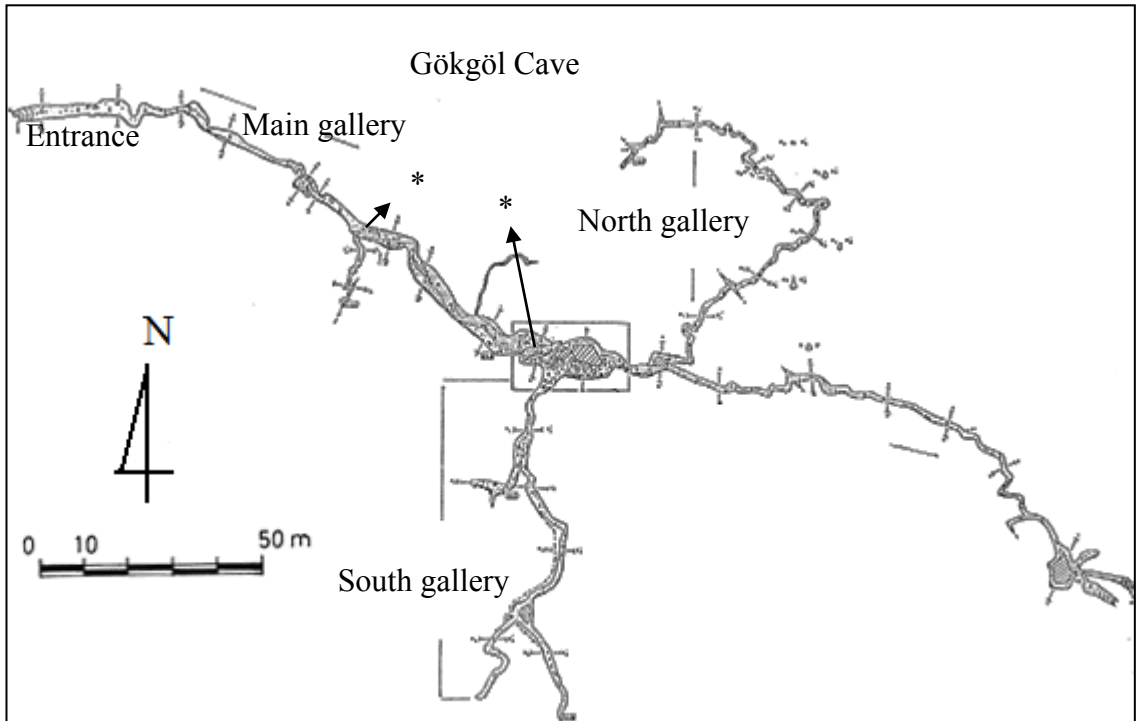 Gökgöl Cave
Entrance
Main gallery
*
*
North gallery
N
0 10 50 m
South gallery